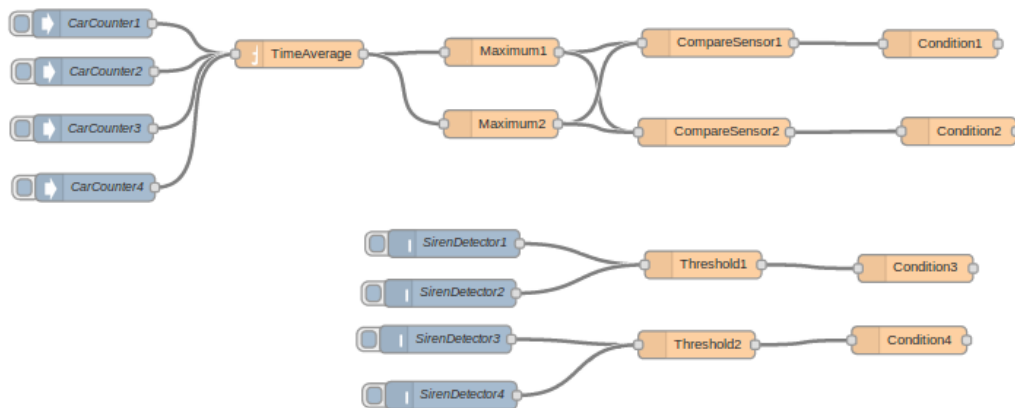 CarCounter1
CarCounter2
CarCounter3
CarCounter4
TimeAverage
Maximum1
Maximum2
CompareSensor1
CompareSensor2
Condition1
Condition2
SirenDetector1
SirenDetector2
SirenDetector3
SirenDetector4
Threshold1
Threshold2
Condition3
Condition4